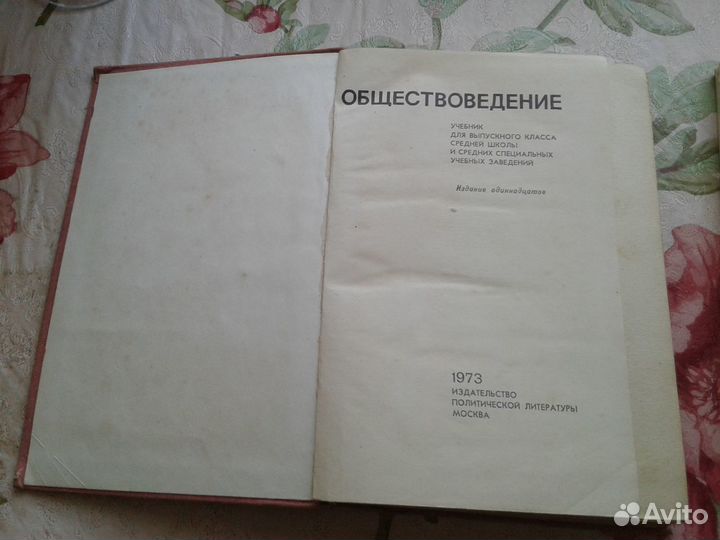 ОБЩЕСТВОВЕДЕНИЕ
УЧЕБНИК
ДЛЯ ВЫПУСКНОГО КЛАССА
СРЕДНЕЙ ШКОЛЫ
И СРЕДНИХ СПЕЦИАЛЬНЫХ
УЧЕБНЫХ ЗАВЕДЕНИЙ
Издание одиннадцатое
1973
ИЗДАТЕЛЬСТВО
ПОЛИТИЧЕСКОЙ ЛИТЕРАТУРЫ
МОСКВА
Avito